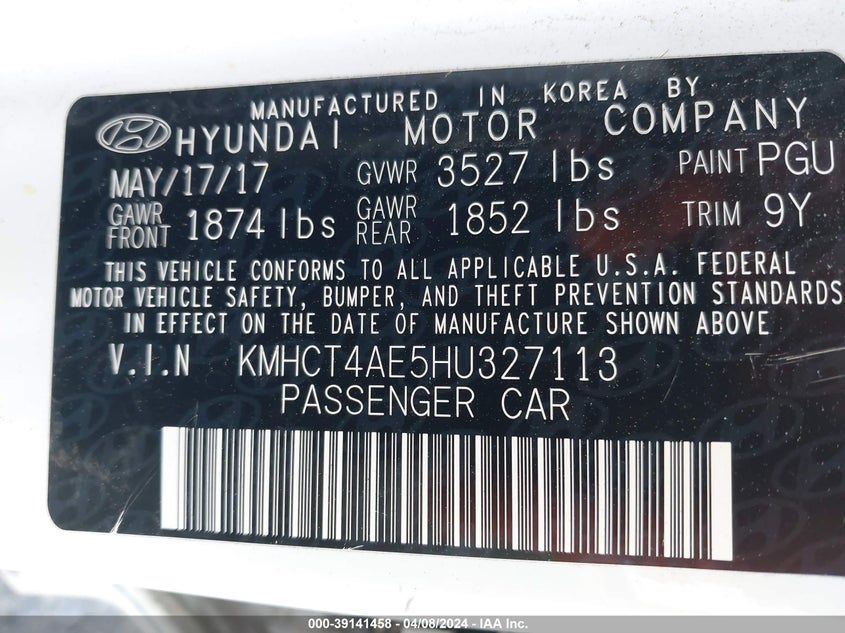 MANUFACTURED IN KOREA BY
HYUNDAI MOTOR COMPANY
MAY/17/17 GVWR 3527 lbs PAINT PGU
GAWR FRONT 1874 lbs GAWR REAR 1852 lbs TRIM 9Y
THIS VEHICLE CONFORMS TO ALL APPLICABLE U.S.A. FEDERAL
MOTOR VEHICLE SAFETY, BUMPER, AND THEFT PREVENTION STANDARDS
IN EFFECT ON THE DATE OF MANUFACTURE SHOWN ABOVE
V.I.N KMHCT4AE5HU327113
PASSENGER CAR
000-39141458 - 04/08/2024 - IAA Inc.